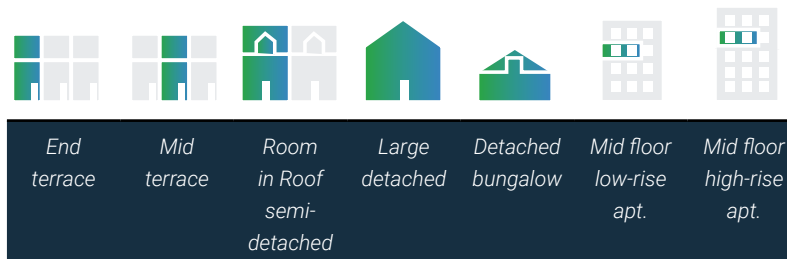 End
terrace
Mid
terrace
Room
in Roof
semi-
detached
Large
detached
Detached
bungalow
Mid floor
low-rise
apt.
Mid floor
high-rise
apt.